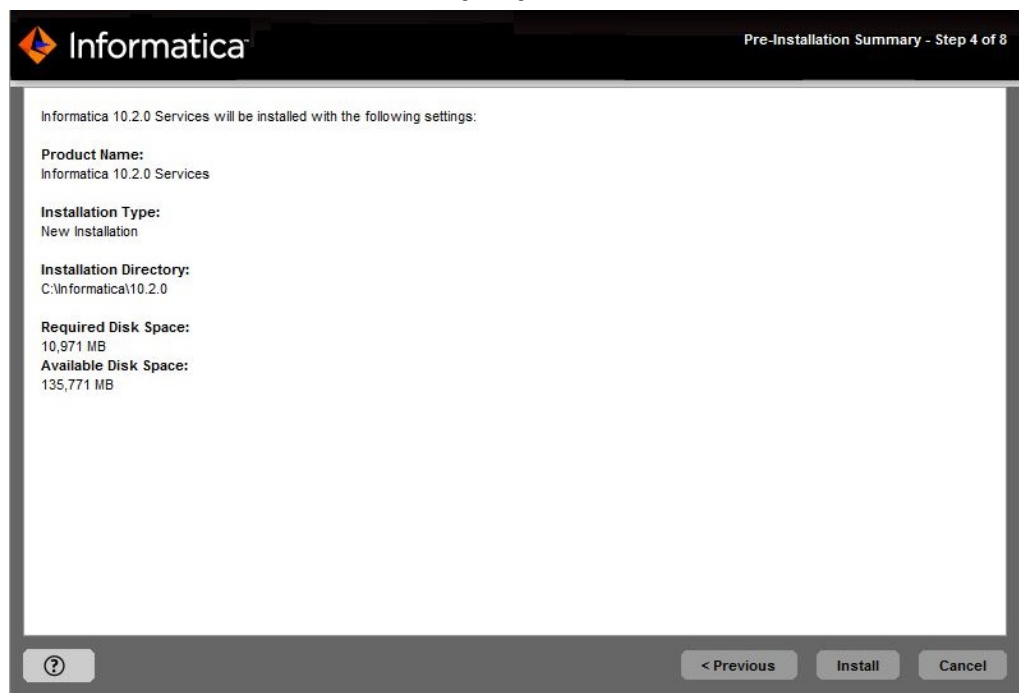 Informatica
Pre-Installation Summary - Step 4 of 8
Informatica 10.2.0 Services will be installed with the following settings:
Product Name:
Informatica 10.2.0 Services
Installation Type:
New Installation
Installation Directory:
C:\Informatica\10.2.0
Required Disk Space:
10,971 MB
Available Disk Space:
135,771 MB
?
< Previous
Install
Cancel